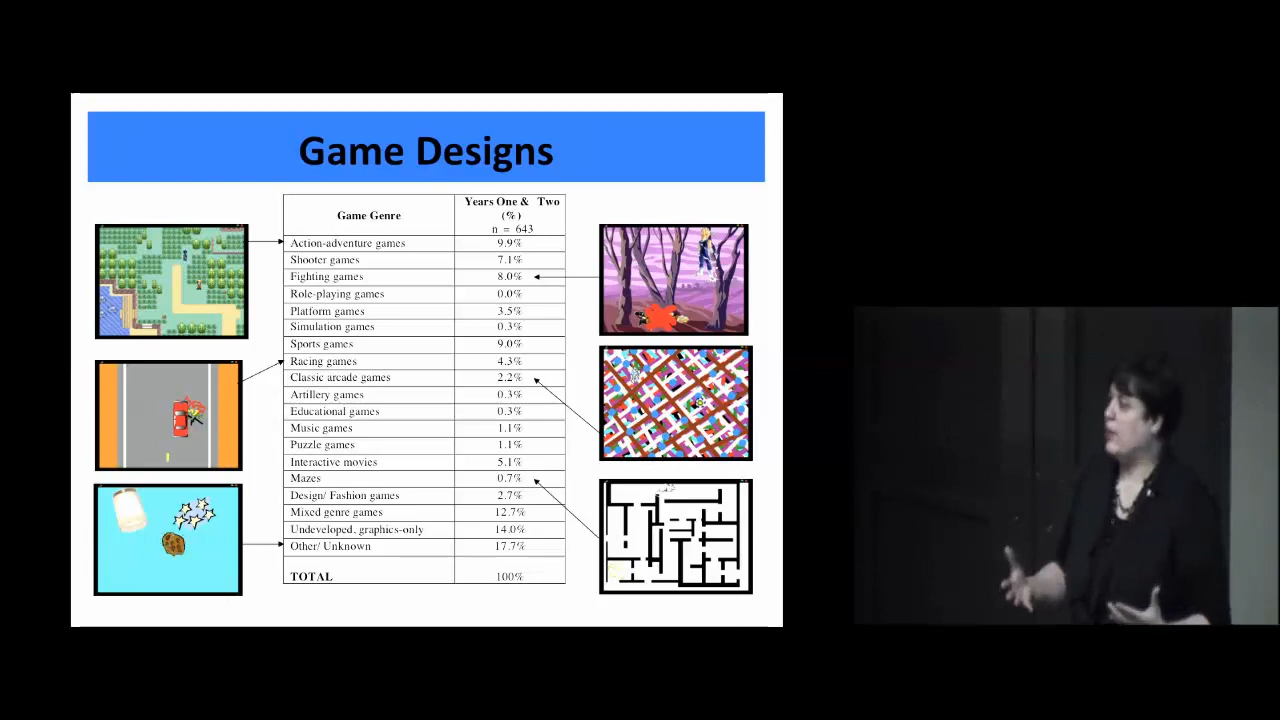 Game Designs
Game Genre
Years One & Two
(%)
n = 643
Action-adventure games 9.9%
Shooter games 7.1%
Fighting games 8.0%
Role-playing games 0.0%
Platform games 3.5%
Simulation games 0.3%
Sports games 9.0%
Racing games 4.3%
Classic arcade games 2.2%
Artillery games 0.3%
Educational games 0.3%
Music games 1.1%
Puzzle games 1.1%
Interactive movies 5.1%
Mazes 0.7%
Design/ Fashion games 2.7%
Mixed genre games 12.7%
Undeveloped, graphics-only 14.0%
Other/ Unknown 17.7%
TOTAL 100%